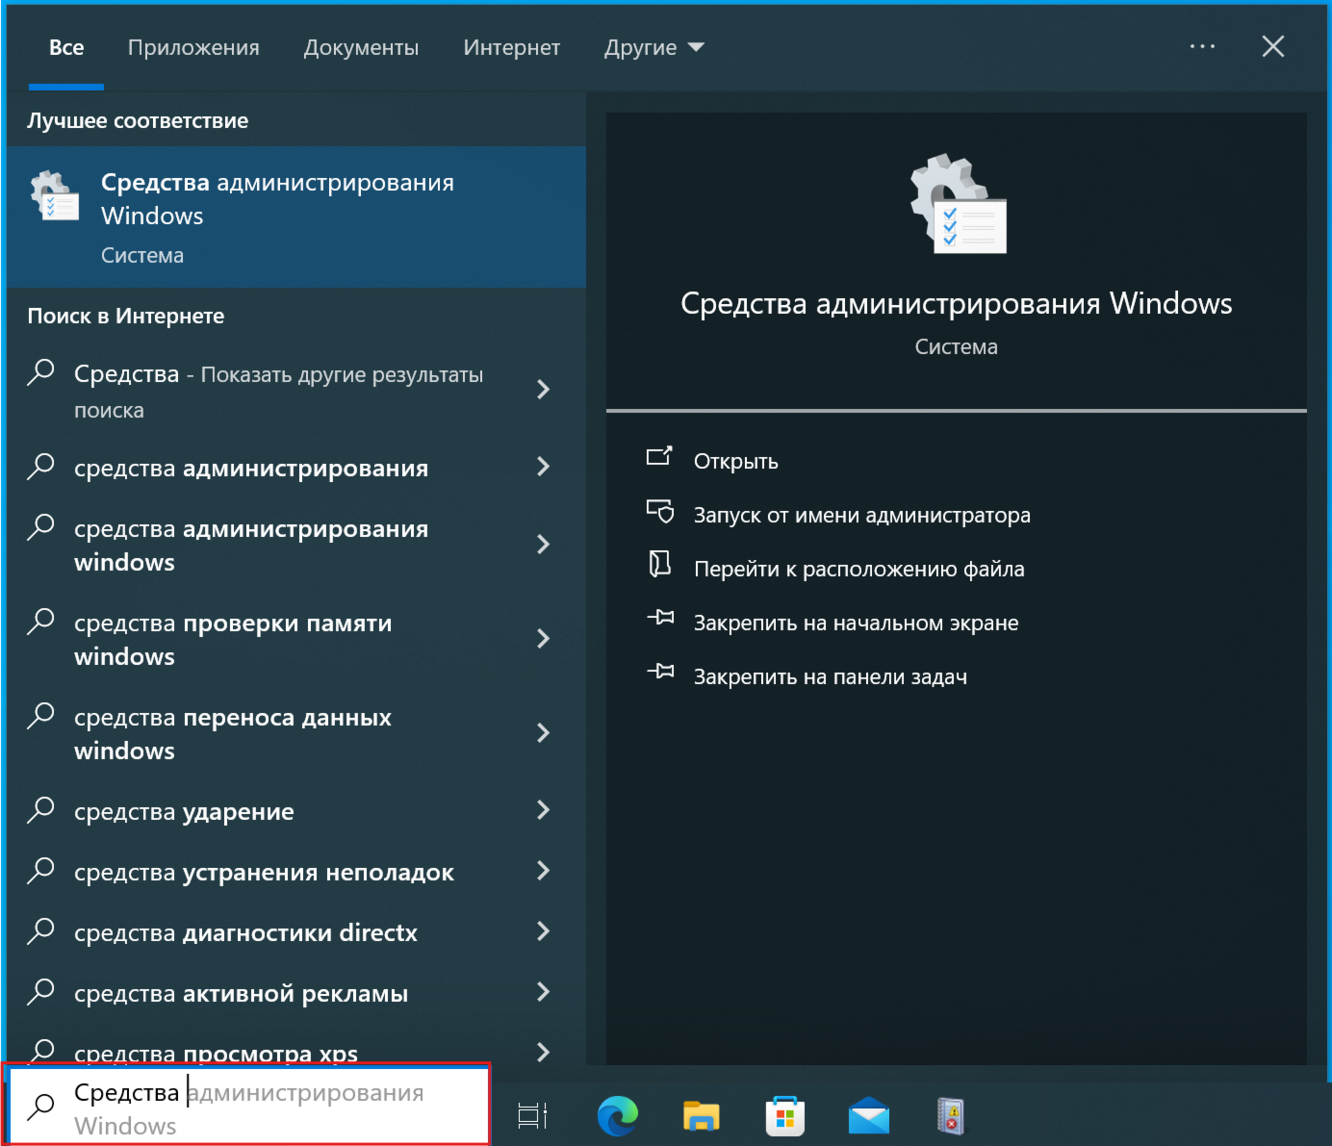 Все Приложения Документы Интернет Другие
Лучшее соответствие
Средства администрирования
Windows
Система
Поиск в Интернете
Средства - Показать другие результаты
поиска
средства администрирования
средства администрирования
windows
средства проверки памяти
windows
средства переноса данных
windows
средства ударение
средства устранения неполадок
средства диагностики directx
средства активной рекламы
средства просмотра xps
Средства администрирования
Windows
Средства администрирования Windows
Система
Открыть
Запуск от имени администратора
Перейти к расположению файла
Закрепить на начальном экране
Закрепить на панели задач